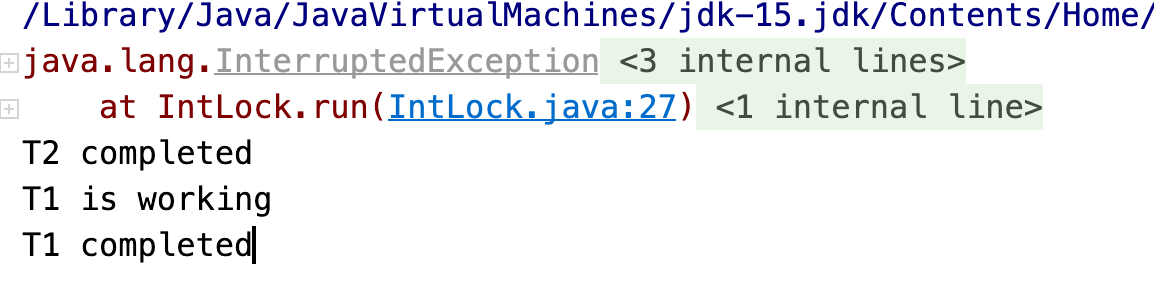 /Library/Java/JavaVirtualMachines/jdk-15.jdk/Contents/Home/
java.lang.InterruptedException <3 internal lines>
at IntLock.run(IntLock.java:27) <1 internal line>
T2 completed
T1 is working
T1 completed